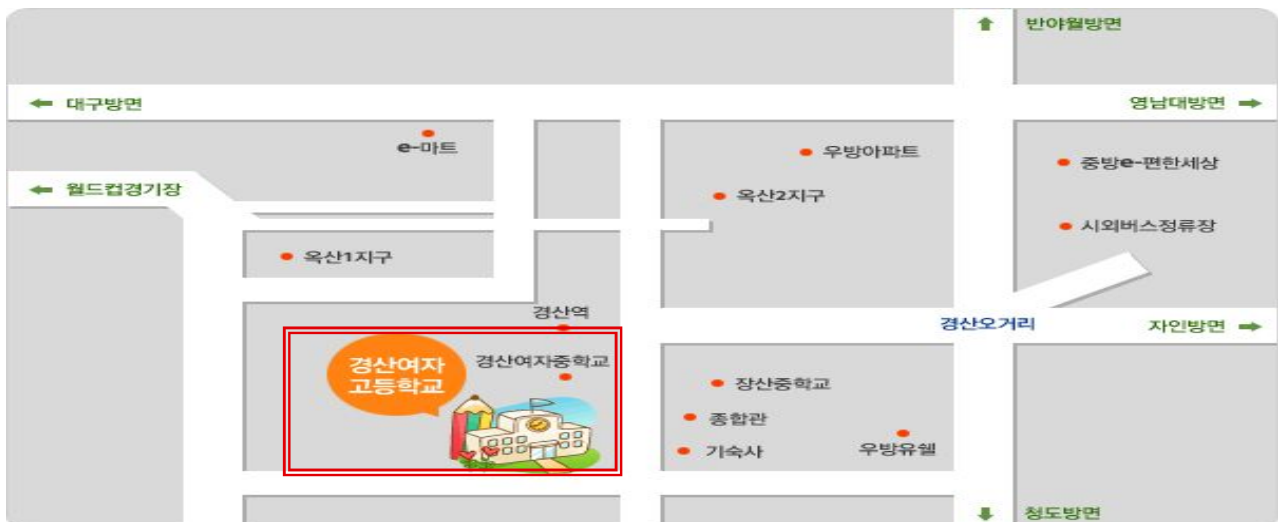 반야월방면
대구방면
영남대방면
e-마트
우방아파트
중방e-편한세상
월드컵경기장
옥산2지구
시외버스정류장
옥산1지구
경산역
경산오거리
자인방면
경산여자
고등학교
경산여자중학교
장산중학교
종합관
기숙사
우방유쉘
청도방면